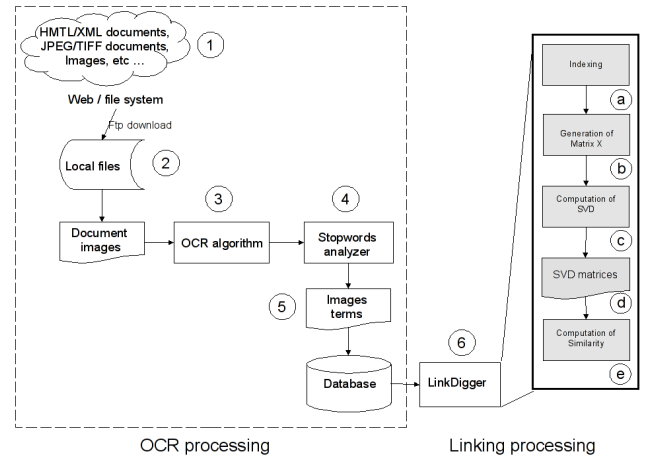 HMTL/XML documents,
JPEG/TIFF documents,
Images, etc ...
1
Web / file system
Ftp download
Local files
2
Document
images
3
OCR algorithm
4
Stopwords
analyzer
5
Images
terms
Database
6
LinkDigger
Indexing
a
Generation of
Matrix X
b
Computation of
SVD
c
SVD matrices
d
Computation of
Similarity
e
OCR processing
Linking processing